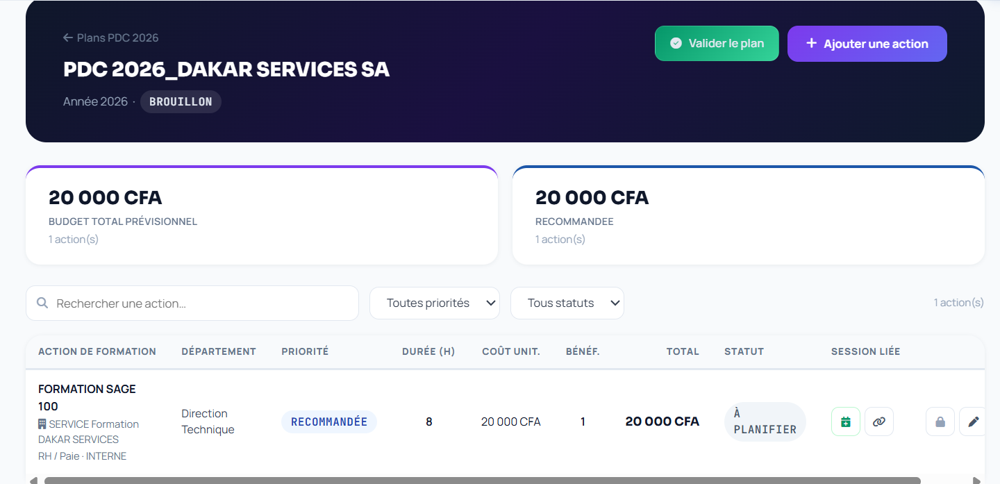 Plans PDC 2026
Valider le plan
Ajouter une action
PDC 2026_DAKAR SERVICES SA
Année 2026 · BROUILLON
20 000 CFA
BUDGET TOTAL PRÉVISIONNEL
1 action(s)
20 000 CFA
RECOMMANDEE
1 action(s)
Rechercher une action...
Toutes priorités
Tous statuts
1 action(s)
ACTION DE FORMATION DÉPARTEMENT PRIORITÉ DURÉE (H) COÛT UNIT. BÉNÉF. TOTAL STATUT SESSION LIÉE
FORMATION SAGE
100
SERVICE Formation
DAKAR SERVICES
RH / Paie · INTERNE
Direction
Technique
RECOMMANDÉE
8
20 000 CFA
1
20 000 CFA
À
PLANIFIER